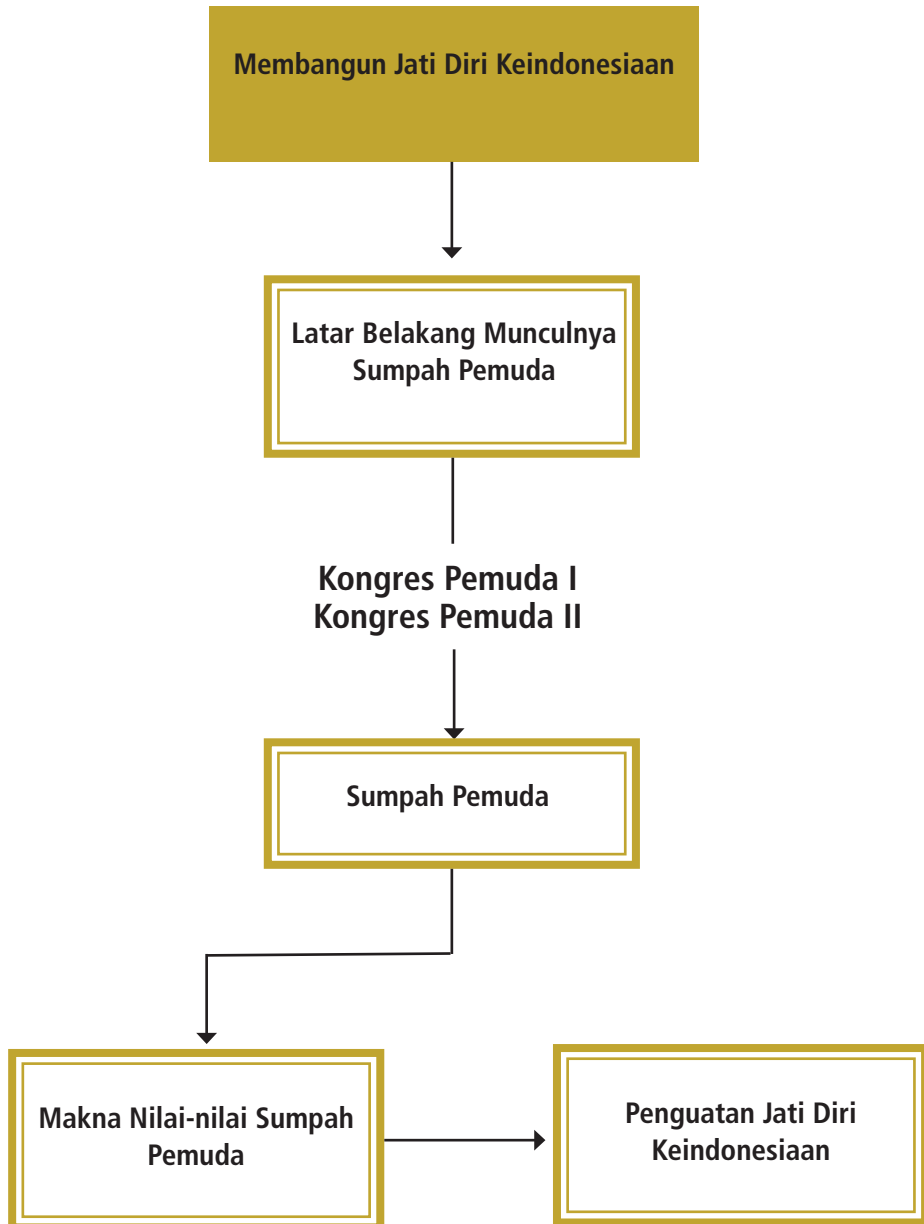 Membangun Jati Diri Keindonesiaan
Latar Belakang Munculnya
Sumpah Pemuda
Kongres Pemuda I
Kongres Pemuda II
Sumpah Pemuda
Makna Nilai-nilai Sumpah
Pemuda
Penguatan Jati Diri
Keindonesiaan